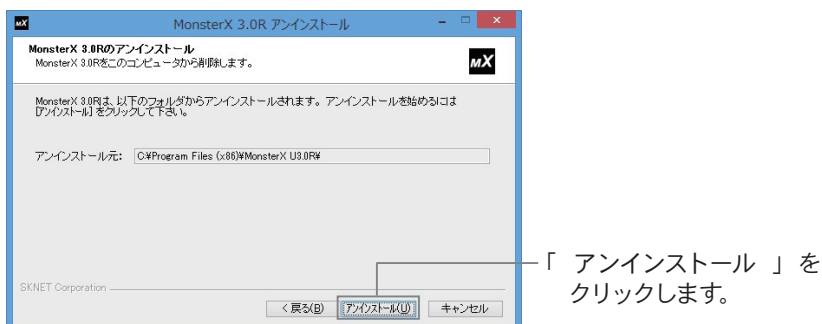 MX
MonsterX 3.0R アンインストール
MonsterX 3.0Rのアンインストール
MonsterX 3.0Rをこのコンピュータから削除します。
MX
MonsterX 3.0Rは、以下のフォルダからアンインストールされます。アンインストールを始めるには
[アンインストール] をクリックして下さい。
アンインストール元: C:¥Program Files (x86)¥MonsterX U3.0R¥
「 アンインストール 」を
クリックします。
SKNET Corporation
< 戻る(B) アンインストール(U) キャンセル